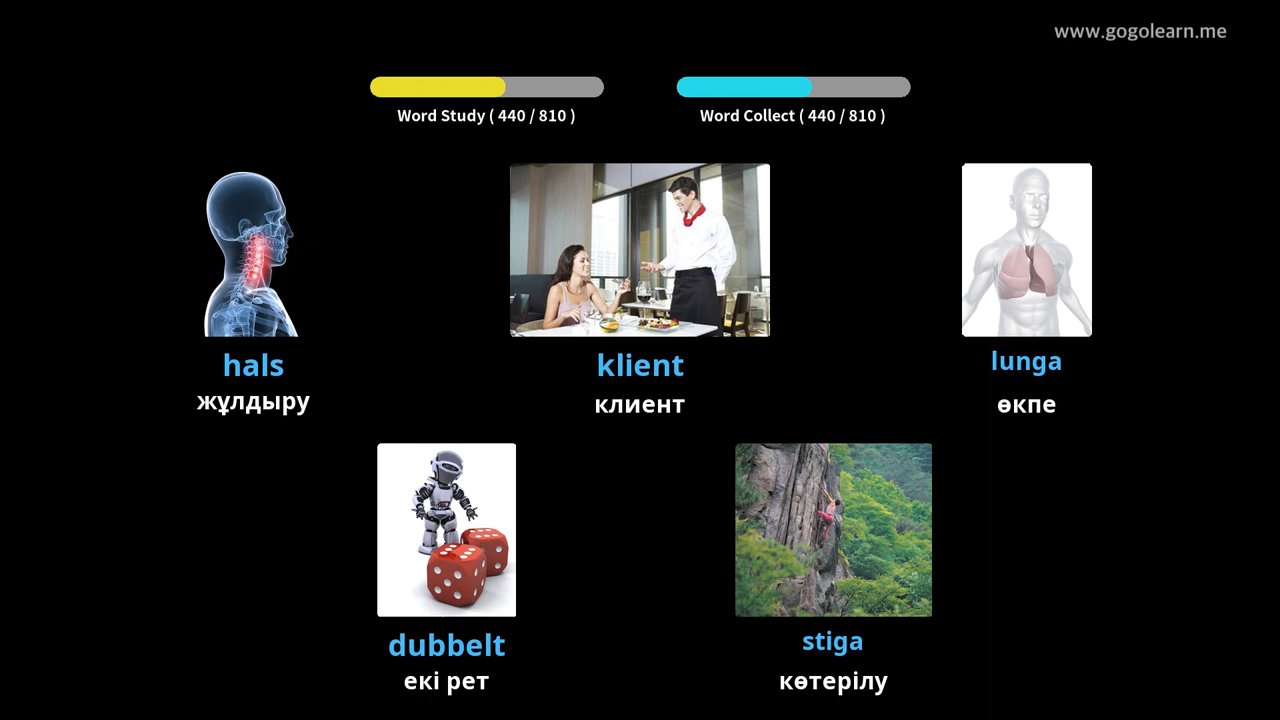 www.gogolearn.me
Word Study ( 440 / 810 )
Word Collect ( 440 / 810 )
hals
жұлдыру
klient
клиент
lunga
өкпе
dubbelt
екі рет
stiga
көтерілу